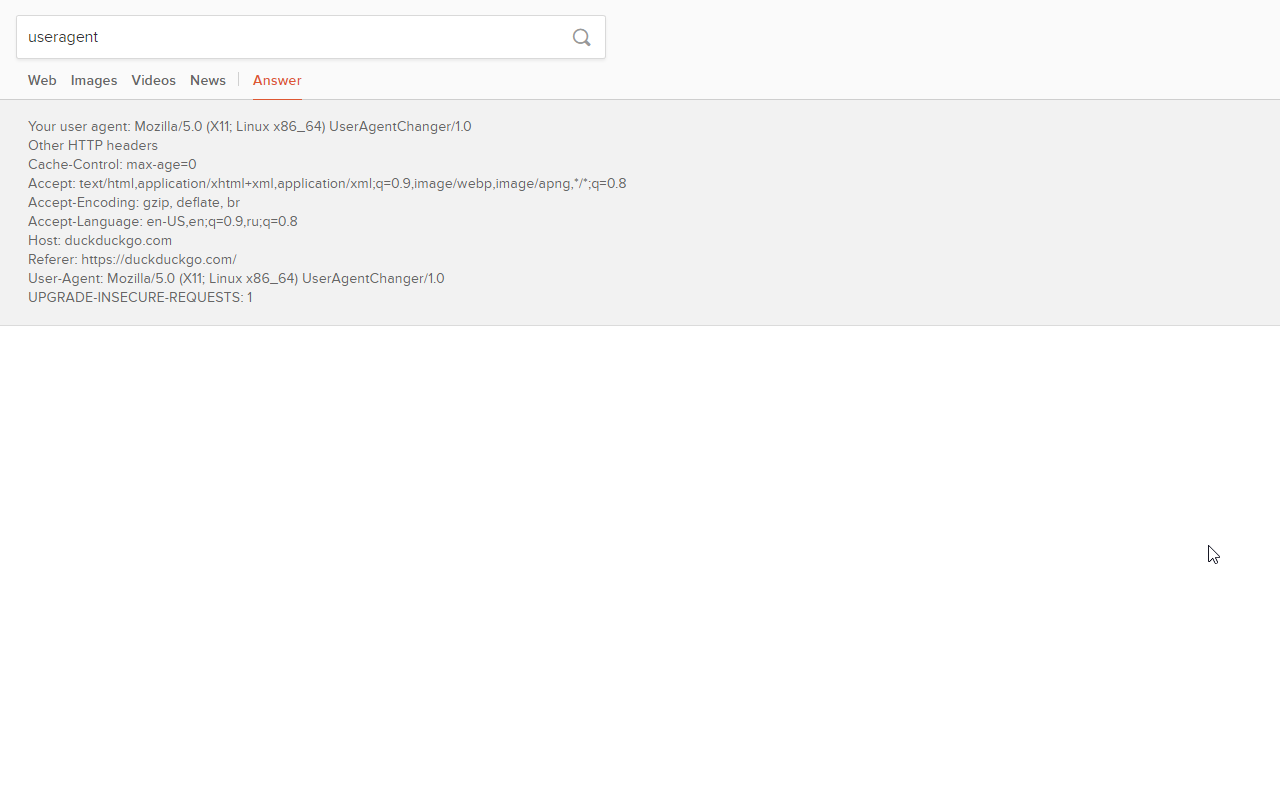 useragent
Web Images Videos News Answer
Your user agent: Mozilla/5.0 (X11; Linux x86_64) UserAgentChanger/1.0
Other HTTP headers
Cache-Control: max-age=0
Accept: text/html,application/xhtml+xml,application/xml;q=0.9,image/webp,image/apng,*/*;q=0.8
Accept-Encoding: gzip, deflate, br
Accept-Language: en-US,en;q=0.9,ru;q=0.8
Host: duckduckgo.com
Referer: https://duckduckgo.com/
User-Agent: Mozilla/5.0 (X11; Linux x86_64) UserAgentChanger/1.0
UPGRADE-INSECURE-REQUESTS: 1